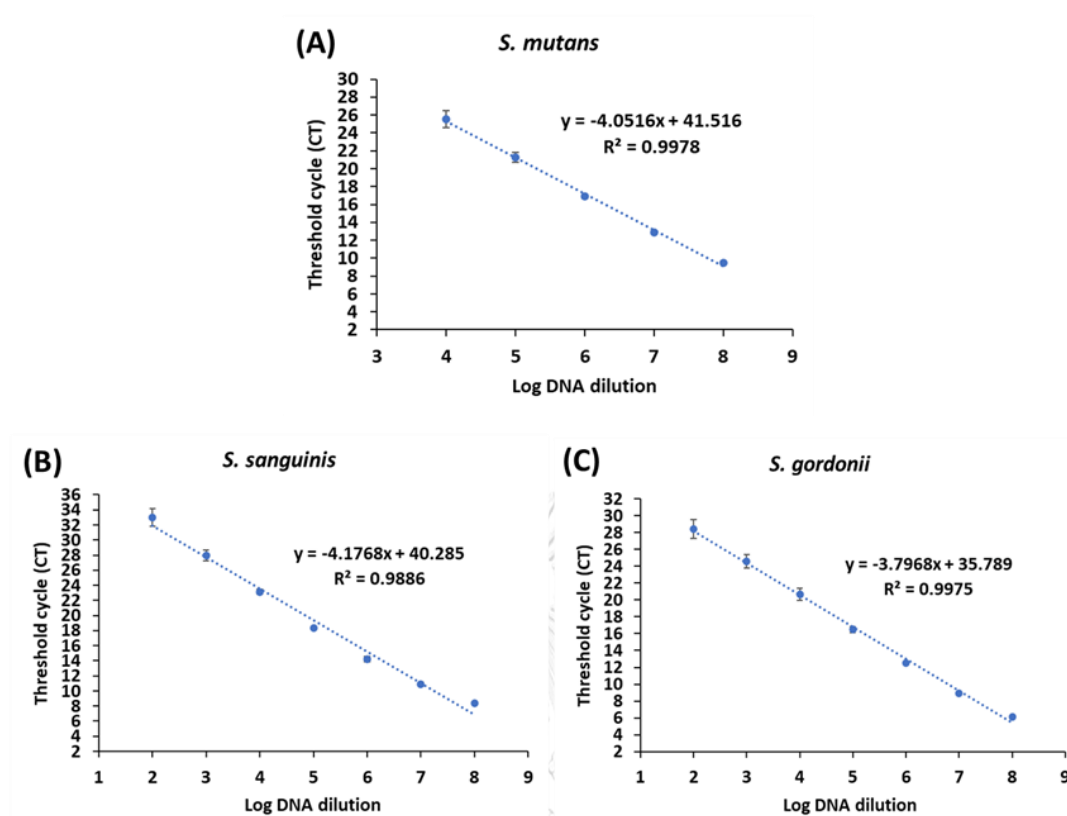 (A)
S. mutans
Threshold cycle (CT)
30
28
26
24
22
20
18
16
14
12
10
8
6
4
2
y = -4.0516x + 41.516
R² = 0.9978
3 4 5 6 7 8 9
Log DNA dilution
(B)
S. sanguinis
Threshold cycle (CT)
36
34
32
30
28
26
24
22
20
18
16
14
12
10
8
6
4
2
y = -4.1768x + 40.285
R² = 0.9886
1 2 3 4 5 6 7 8 9
Log DNA dilution
(C)
S. gordonii
Threshold cycle (CT)
32
30
28
26
24
22
20
18
16
14
12
10
8
6
4
2
y = -3.7968x + 35.789
R² = 0.9975
1 2 3 4 5 6 7 8 9
Log DNA dilution